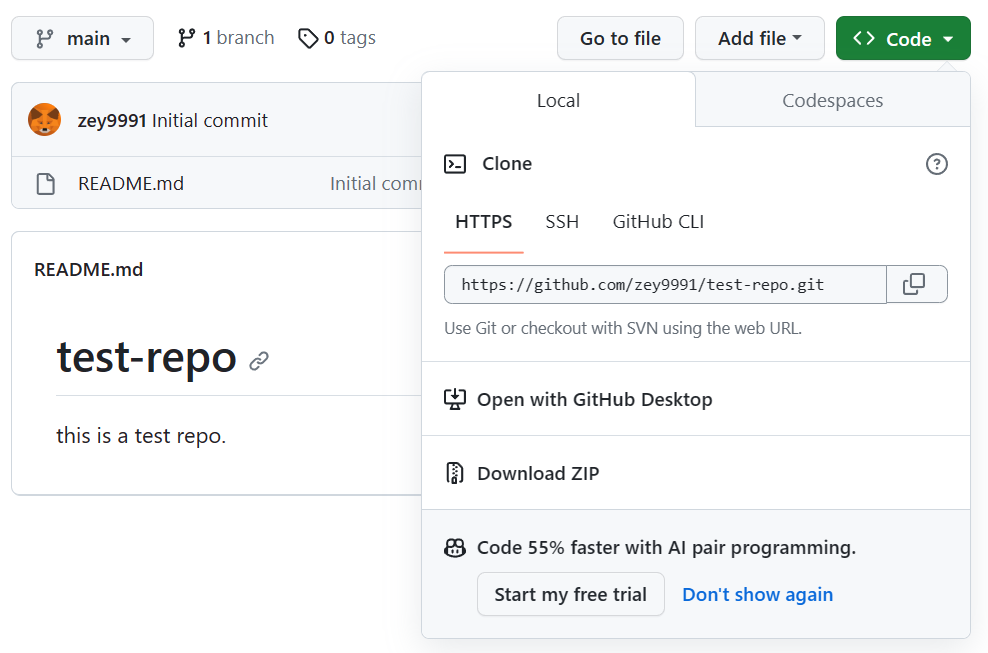 main
1 branch
0 tags
Go to file
Add file
Code
zey9991 Initial commit
README.md
Initial comm
README.md
test-repo
this is a test repo.
Local
Codespaces
Clone
HTTPS
SSH
GitHub CLI
https://github.com/zey9991/test-repo.git
Use Git or checkout with SVN using the web URL.
Open with GitHub Desktop
Download ZIP
Code 55% faster with AI pair programming.
Start my free trial
Don't show again